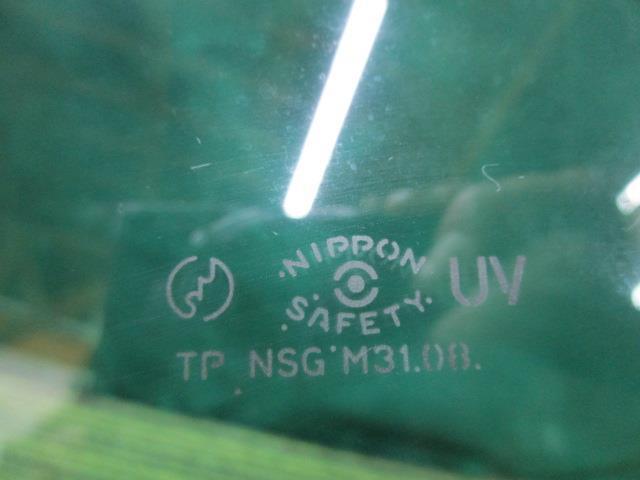 NIPPON
SAFETY
UV
TP NSG M31.08.